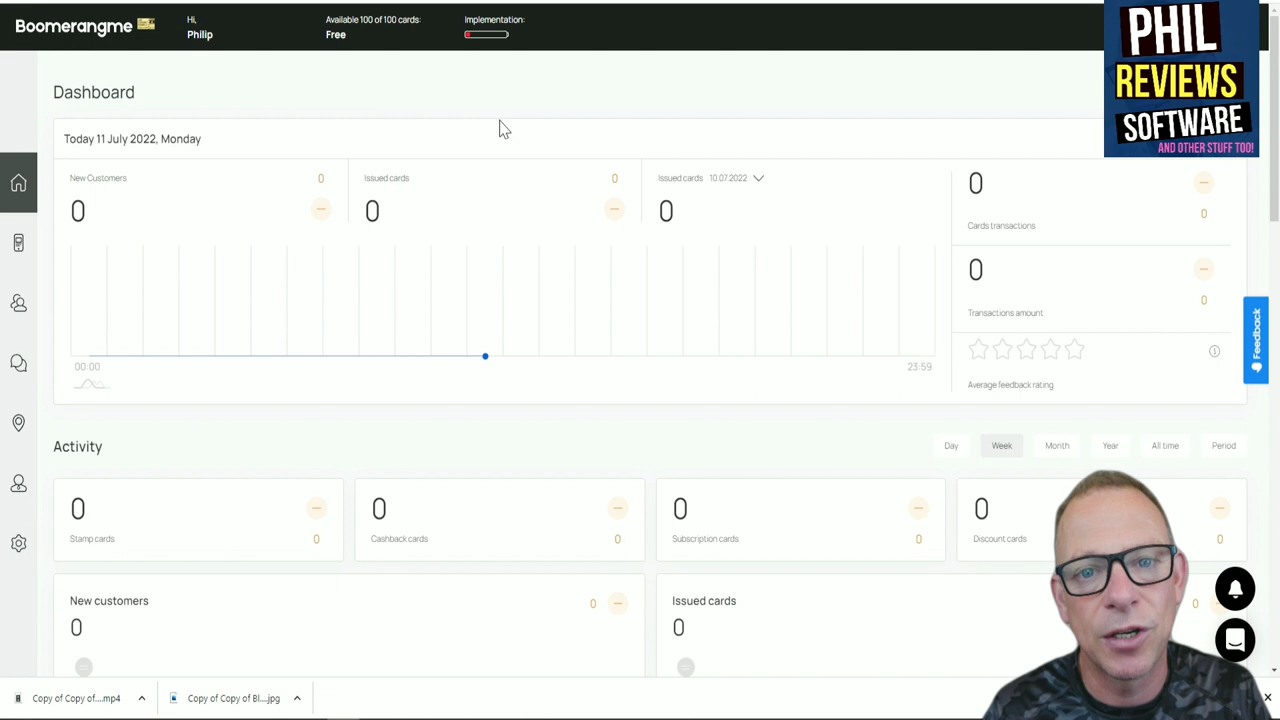 Boomerangme
Hi,
Philip
Available 100 of 100 cards:
Free
Implementation:
PHIL
REVIEWS
SOFTWARE
AND OTHER STUFF TOO!
Dashboard
Today 11 July 2022, Monday
New Customers
0
0
Issued cards
0
0
Issued cards 10.07.2022
0
0
0
Cards transactions
0
0
Transactions amount
Average feedback rating
00:00
23:59
Feedback
Activity
Day
Week
Month
Year
All time
Period
0
Stamp cards
0
0
Cashback cards
0
0
Subscription cards
0
0
Discount cards
0
New customers
0
0
Issued cards
0
0
Copy of Copy of....mp4
Copy of Copy of Bl....jpg